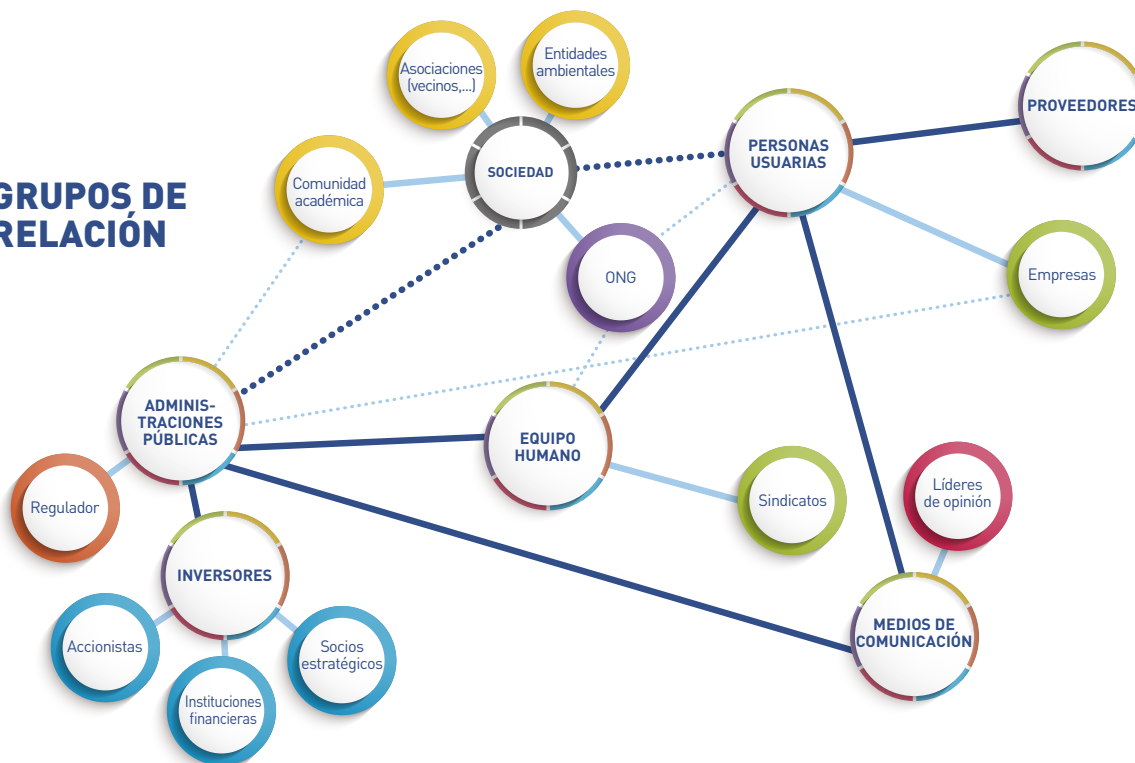 GRUPOS DE
RELACIÓN
Asociaciones
(vecinos,...)
Entidades
ambientales
Comunidad
académica
SOCIEDAD
PERSONAS
USUARIAS
PROVEEDORES
ONG
Empresas
ADMINIS-
TRACIONES
PÚBLICAS
EQUIPO
HUMANO
Regulador
Sindicatos
Líderes
de opinión
INVERSORES
Accionistas
Instituciones
financieras
Socios
estratégicos
MEDIOS DE
COMUNICACIÓN